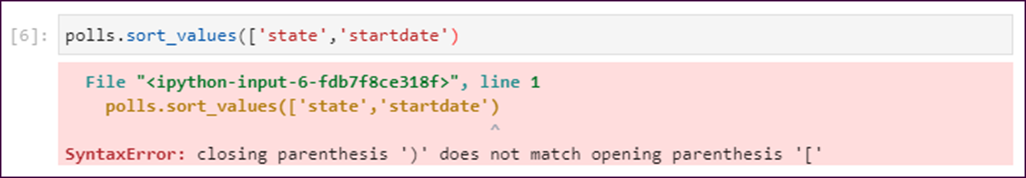 [6]: polls.sort_values(['state','startdate')
File "<ipython-input-6-fdb7f8ce318f>", line 1
polls.sort_values(['state','startdate')
^
SyntaxError: closing parenthesis ')' does not match opening parenthesis '['